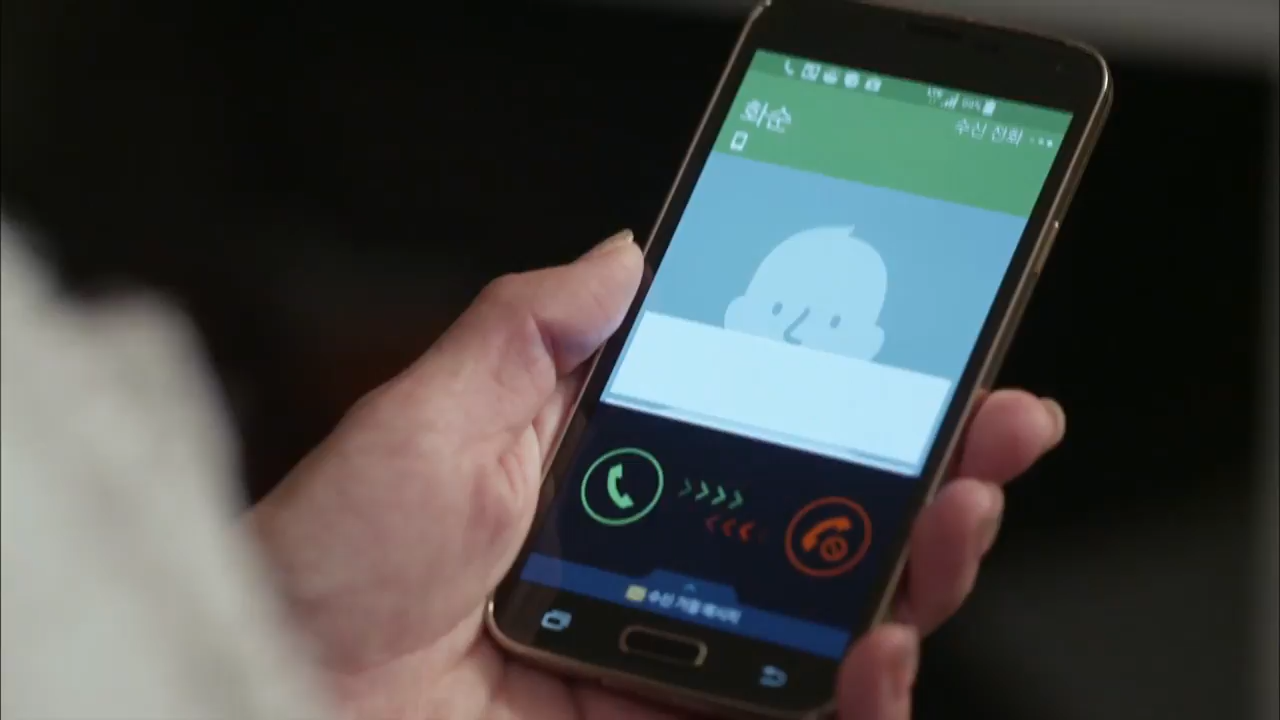 화순
수신 전화
수신 거절 메시지